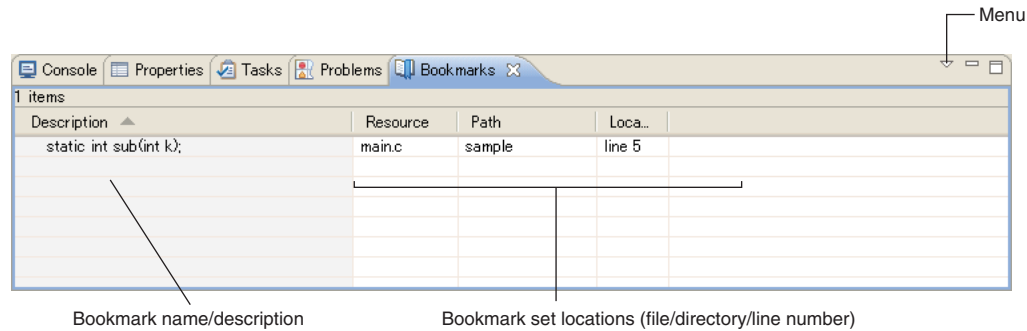 Menu
Console Properties Tasks Problems Bookmarks
1 items
Description Resource Path Loca...
static int sub(int k); main.c sample line 5
Bookmark name/description Bookmark set locations (file/directory/line number)